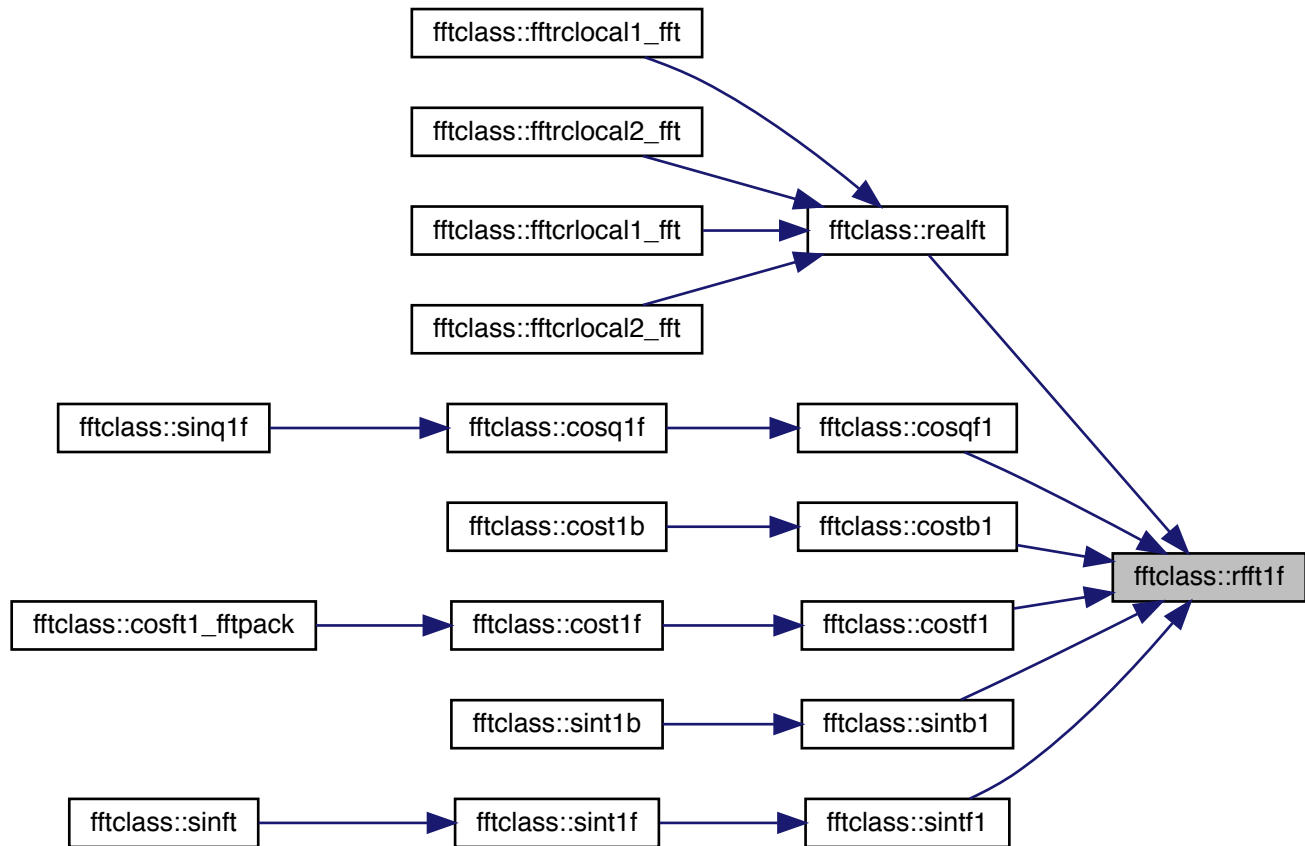 fftclass::fftrclocal1_fft
fftclass::fftrclocal2_fft
fftclass::fftcrlocal1_fft
fftclass::realft
fftclass::fftcrlocal2_fft
fftclass::sinq1f
fftclass::cosq1f
fftclass::cosqf1
fftclass::cost1b
fftclass::costb1
fftclass::rfft1f
fftclass::cosft1_fftpack
fftclass::cost1f
fftclass::costf1
fftclass::sint1b
fftclass::sintb1
fftclass::sinft
fftclass::sint1f
fftclass::sintf1